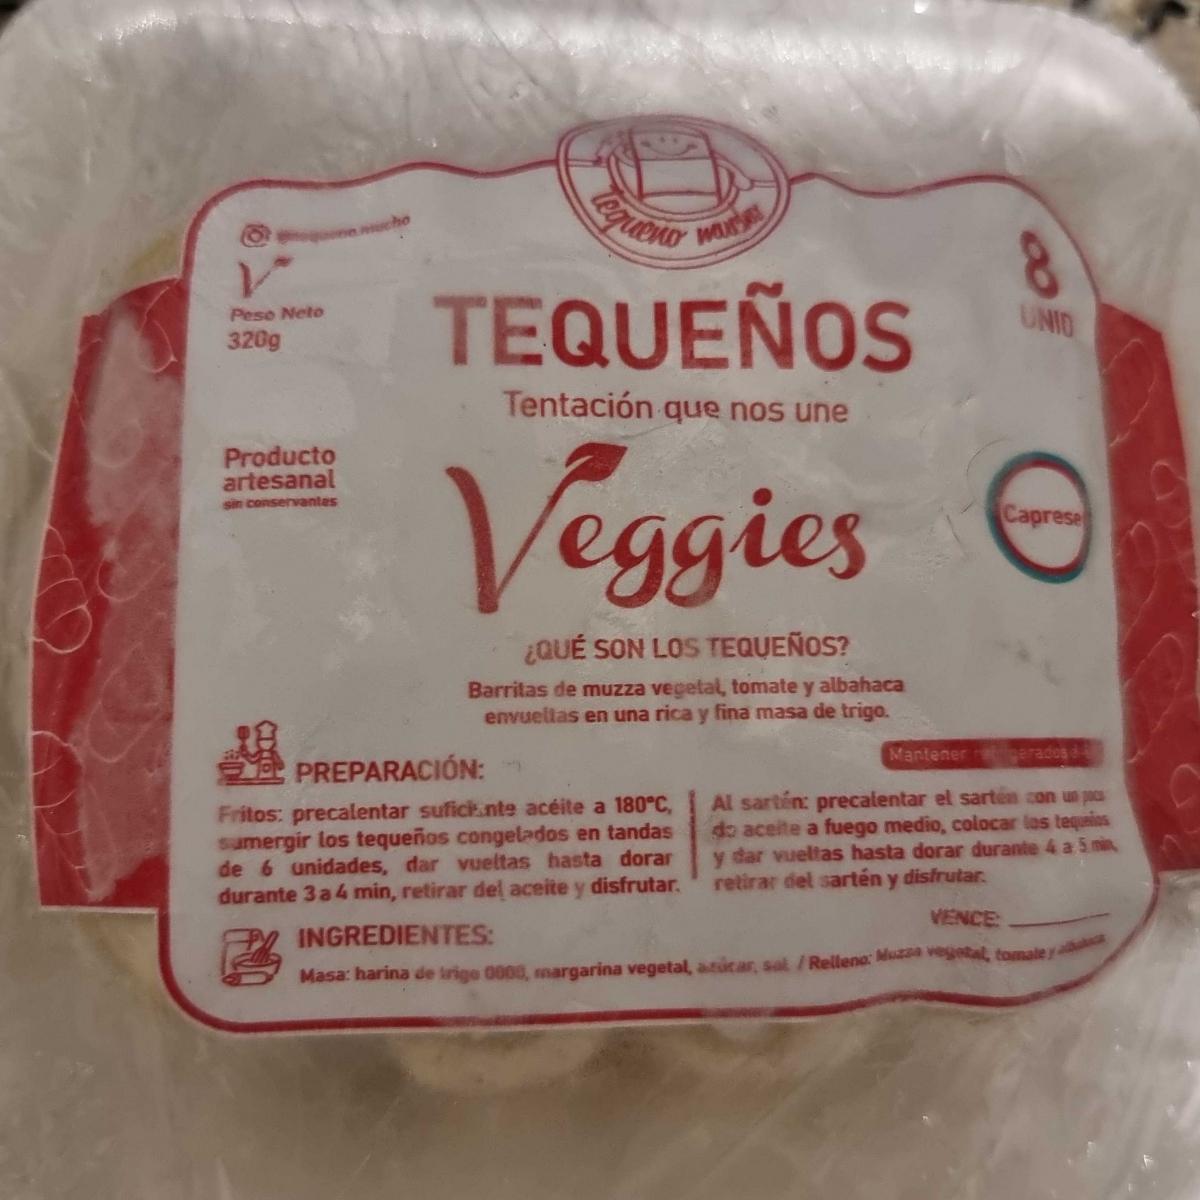 tequeno mucho
@tequeno.mucho
V
Peso Neto
320g
8
UNID
TEQUEÑOS
Tentación que nos une
Producto
artesanal
sin conservantes
Veggies
Caprese
¿QUÉ SON LOS TEQUEÑOS?
Barritas de muzza vegetal, tomate y albahaca
envueltas en una rica y fina masa de trigo.
Mantener refrigerados
PREPARACIÓN:
Fritos: precalentar suficiente acéite a 180°C,
sumergir los tequeños congelados en tandas
de 6 unidades, dar vueltas hasta dorar
durante 3 a 4 min, retirar del aceite y disfrutar.
Al sartén: precalentar el sartén con un poco
de aceite a fuego medio, colocar los tequeños
y dar vueltas hasta dorar durante 4 a 5 min,
retirar del sartén y disfrutar.
VENCE:
INGREDIENTES:
Masa: harina de trigo 0000, margarina vegetal, azúcar, sal / Relleno: Muzza vegetal, tomate y albahaca